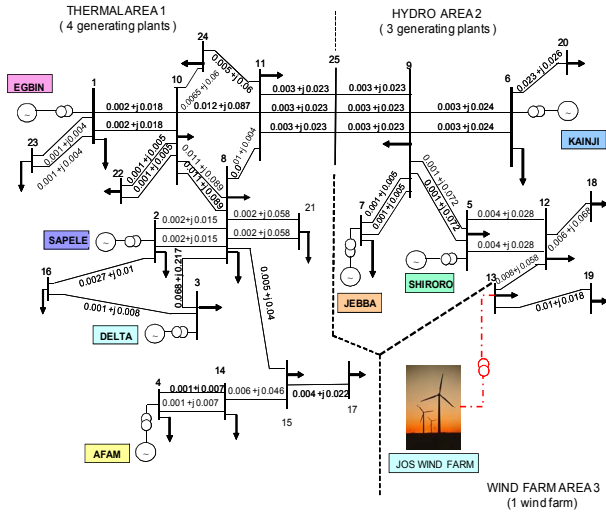 THERMAL AREA 1
( 4 generating plants )
HYDRO AREA 2
( 3 generating plants )
24
11
25
9
20
0.005 +j0.06
0.0065 +j0.06
0.023 +j0.026
EGBIN
1
10
6
0.002 +j0.018
0.012 +j0.087
0.003 +j0.023
0.003 +j0.023
0.003 +j0.024
0.003 +j0.023
0.003 +j0.023
0.002 +j0.018
0.003 +j0.023
0.003 +j0.023
0.003 +j0.024
KAINJI
23
0.001 +j0.004
0.001 +j0.004
22
0.001 +j0.005
0.001 +j0.005
0.011 +j0.089
0.011 +j0.089
8
0.01 +j0.004
0.001 +j0.005
0.001 +j0.005
0.001 +j0.072
0.001 +j0.072
7
5
12
18
SAPELE
2
0.002 +j0.015
0.002 +j0.015
0.002 +j0.058
0.002 +j0.058
21
0.004 +j0.028
0.004 +j0.028
SHIRORO
JEBBA
16
0.0027 +j0.01
0.001 +j0.008
0.068 +j0.217
3
DELTA
0.005 +j0.04
13
0.006 +j0.058
19
0.01 +j0.018
4
14
AFAM
0.001 +j0.007
0.001 +j0.007
0.006 +j0.046
15
0.004 +j0.022
17
JOS WIND FARM
WIND FARM AREA 3
(1 wind farm)